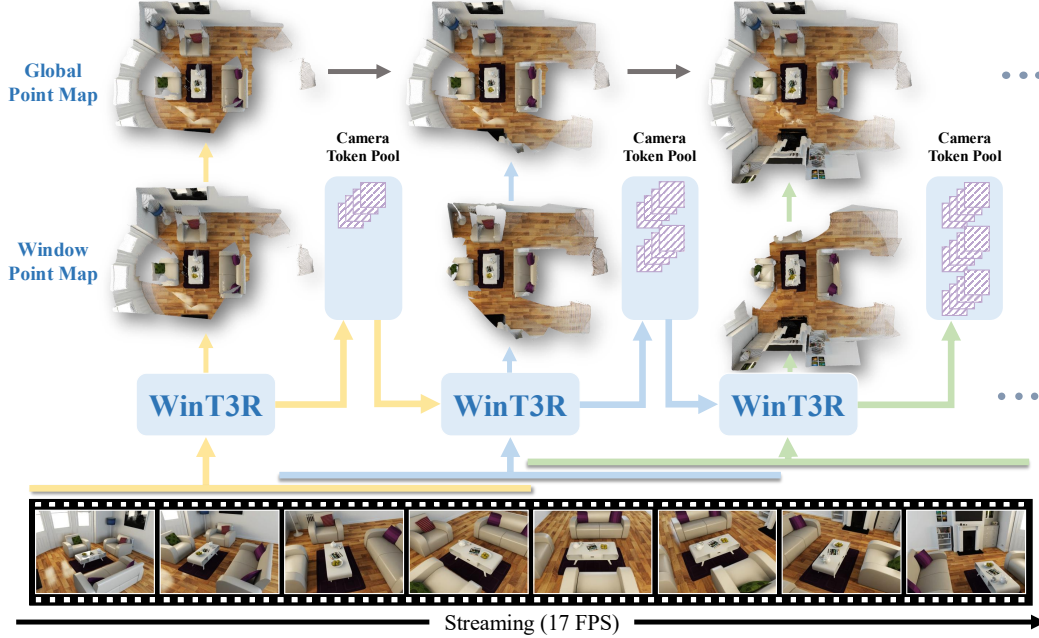 Global
Point Map
Camera
Token Pool
Camera
Token Pool
Camera
Token Pool
Window
Point Map
WinT3R
WinT3R
WinT3R
Streaming (17 FPS)